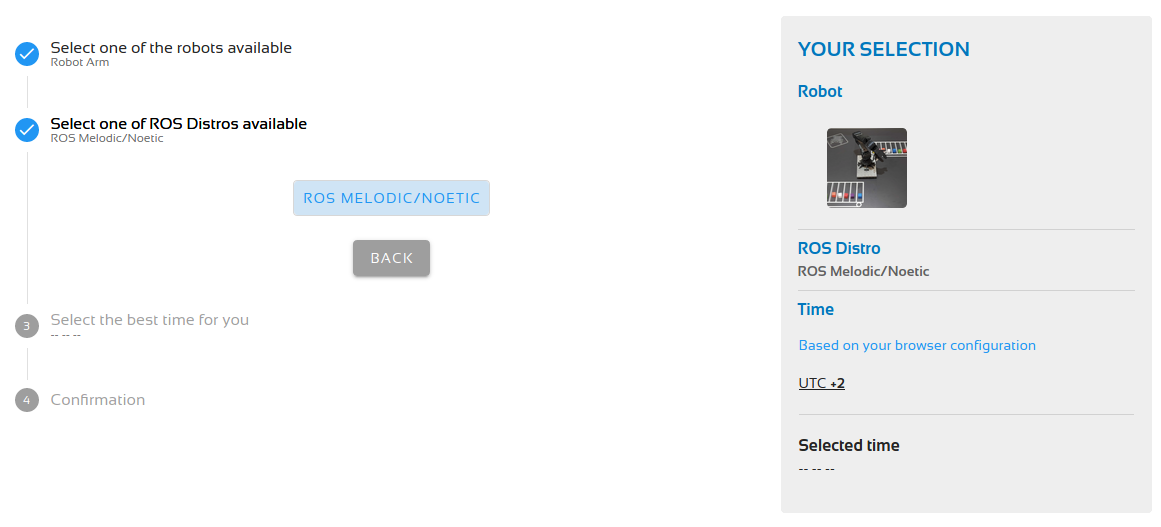 Select one of the robots available
Robot Arm
Select one of ROS Distros available
ROS Melodic/Noetic
ROS MELODIC/NOETIC
BACK
3
Select the best time for you
-- -- --
4
Confirmation
YOUR SELECTION
Robot
ROS Distro
ROS Melodic/Noetic
Time
Based on your browser configuration
UTC +2
Selected time
-- -- --